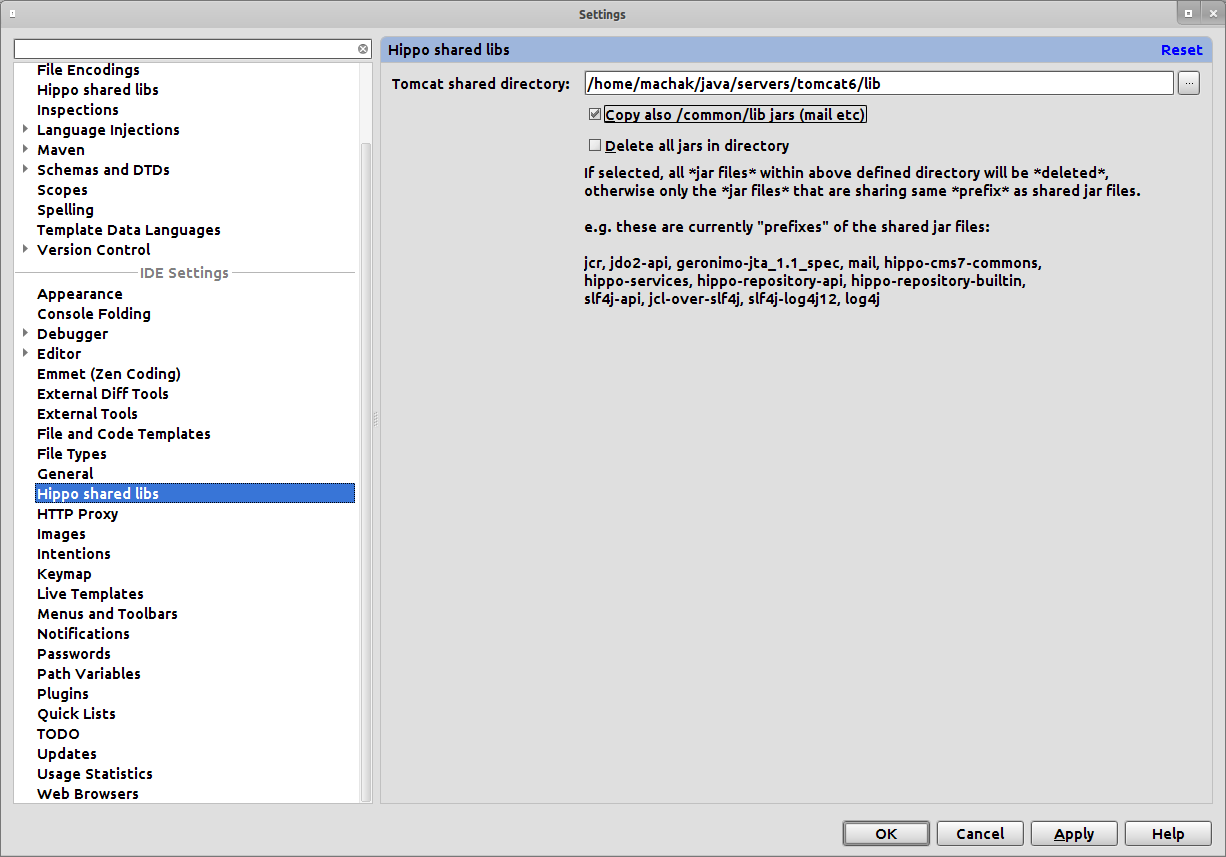 Settings
File Encodings
Hippo shared libs
Inspections
Language Injections
Maven
Schemas and DTDs
Scopes
Spelling
Template Data Languages
Version Control
IDE Settings
Appearance
Console Folding
Debugger
Editor
Emmet (Zen Coding)
External Diff Tools
External Tools
File and Code Templates
File Types
General
Hippo shared libs
HTTP Proxy
Images
Intentions
Keymap
Live Templates
Menus and Toolbars
Notifications
Passwords
Path Variables
Plugins
Quick Lists
TODO
Updates
Usage Statistics
Web Browsers
Hippo shared libs
Reset
Tomcat shared directory: /home/machak/java/servers/tomcat6/lib ...
Copy also /common/lib jars (mail etc)
Delete all jars in directory
If selected, all *jar files* within above defined directory will be *deleted*,
otherwise only the *jar files* that are sharing same *prefix* as shared jar files.
e.g. these are currently "prefixes" of the shared jar files:
jcr, jdo2-api, geronimo-jta_1.1_spec, mail, hippo-cms7-commons,
hippo-services, hippo-repository-api, hippo-repository-builtin,
slf4j-api, jcl-over-slf4j, slf4j-log4j12, log4j
OK Cancel Apply Help